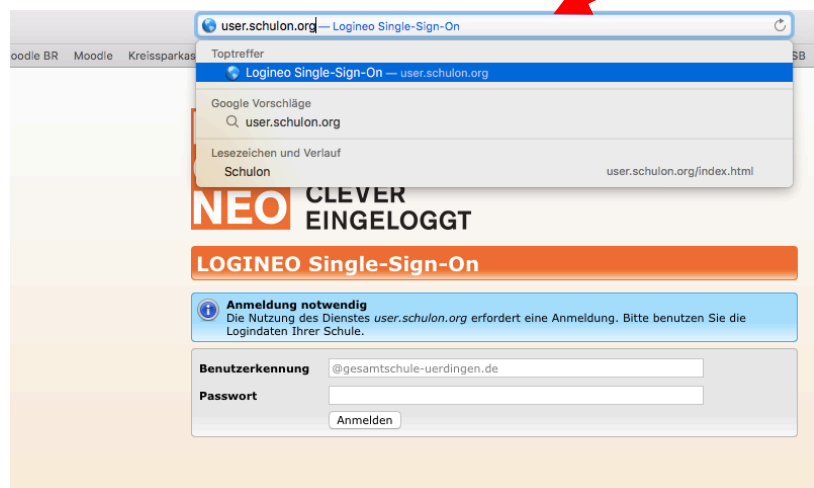 user.schulon.org — Logineo Single-Sign-On
oodle BR Moodle Kreissparkas
SB
Toptreffer
Logineo Single-Sign-On — user.schulon.org
Google Vorschläge
user.schulon.org
Lesezeichen und Verlauf
Schulon user.schulon.org/index.html
NEO
CLEVER
EINGELOGGT
LOGINEO Single-Sign-On
Anmeldung notwendig
Die Nutzung des Dienstes user.schulon.org erfordert eine Anmeldung. Bitte benutzen Sie die
Logindaten Ihrer Schule.
Benutzerkennung @gesamtschule-uerdingen.de
Passwort
Anmelden